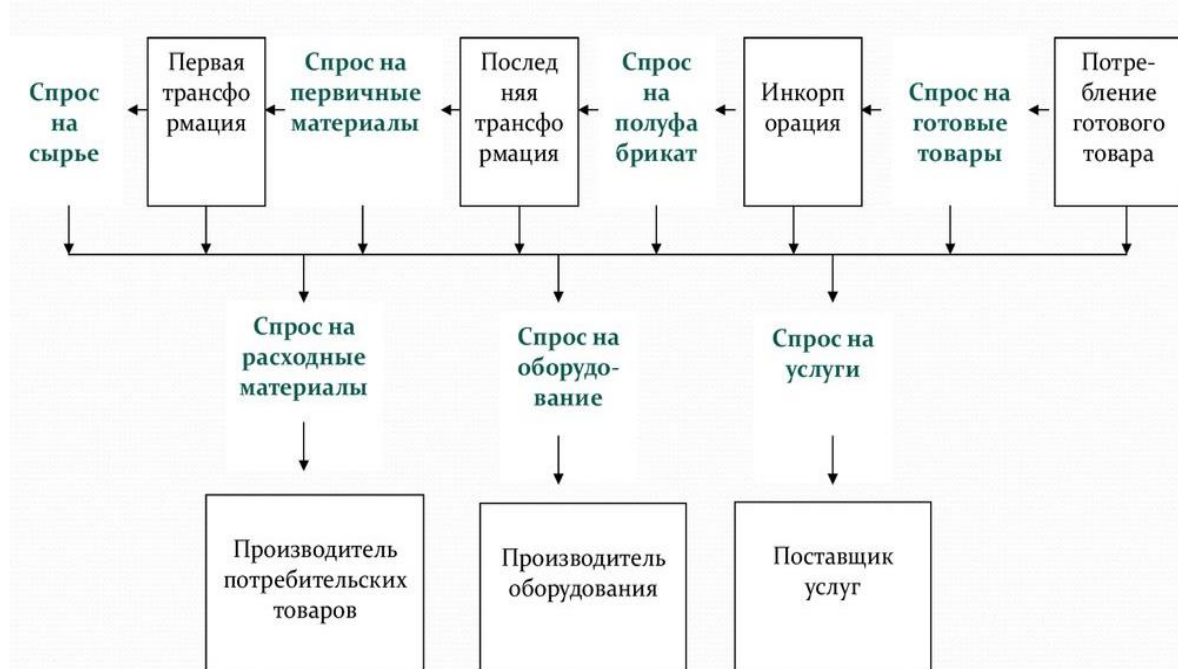 Спрос
на
сырье
Первая
трансфо
рмация
Спрос на
первичные
материалы
Послед
няя
трансфо
рмация
Спрос
на
полуфа
брикат
Инкорп
орация
Спрос на
готовые
товары
Потре-
бление
готового
товара
Спрос на
расходные
материалы
Спрос на
оборудо-
вание
Спрос на
услуги
Производитель
потребительских
товаров
Производитель
оборудования
Поставщик
услуг